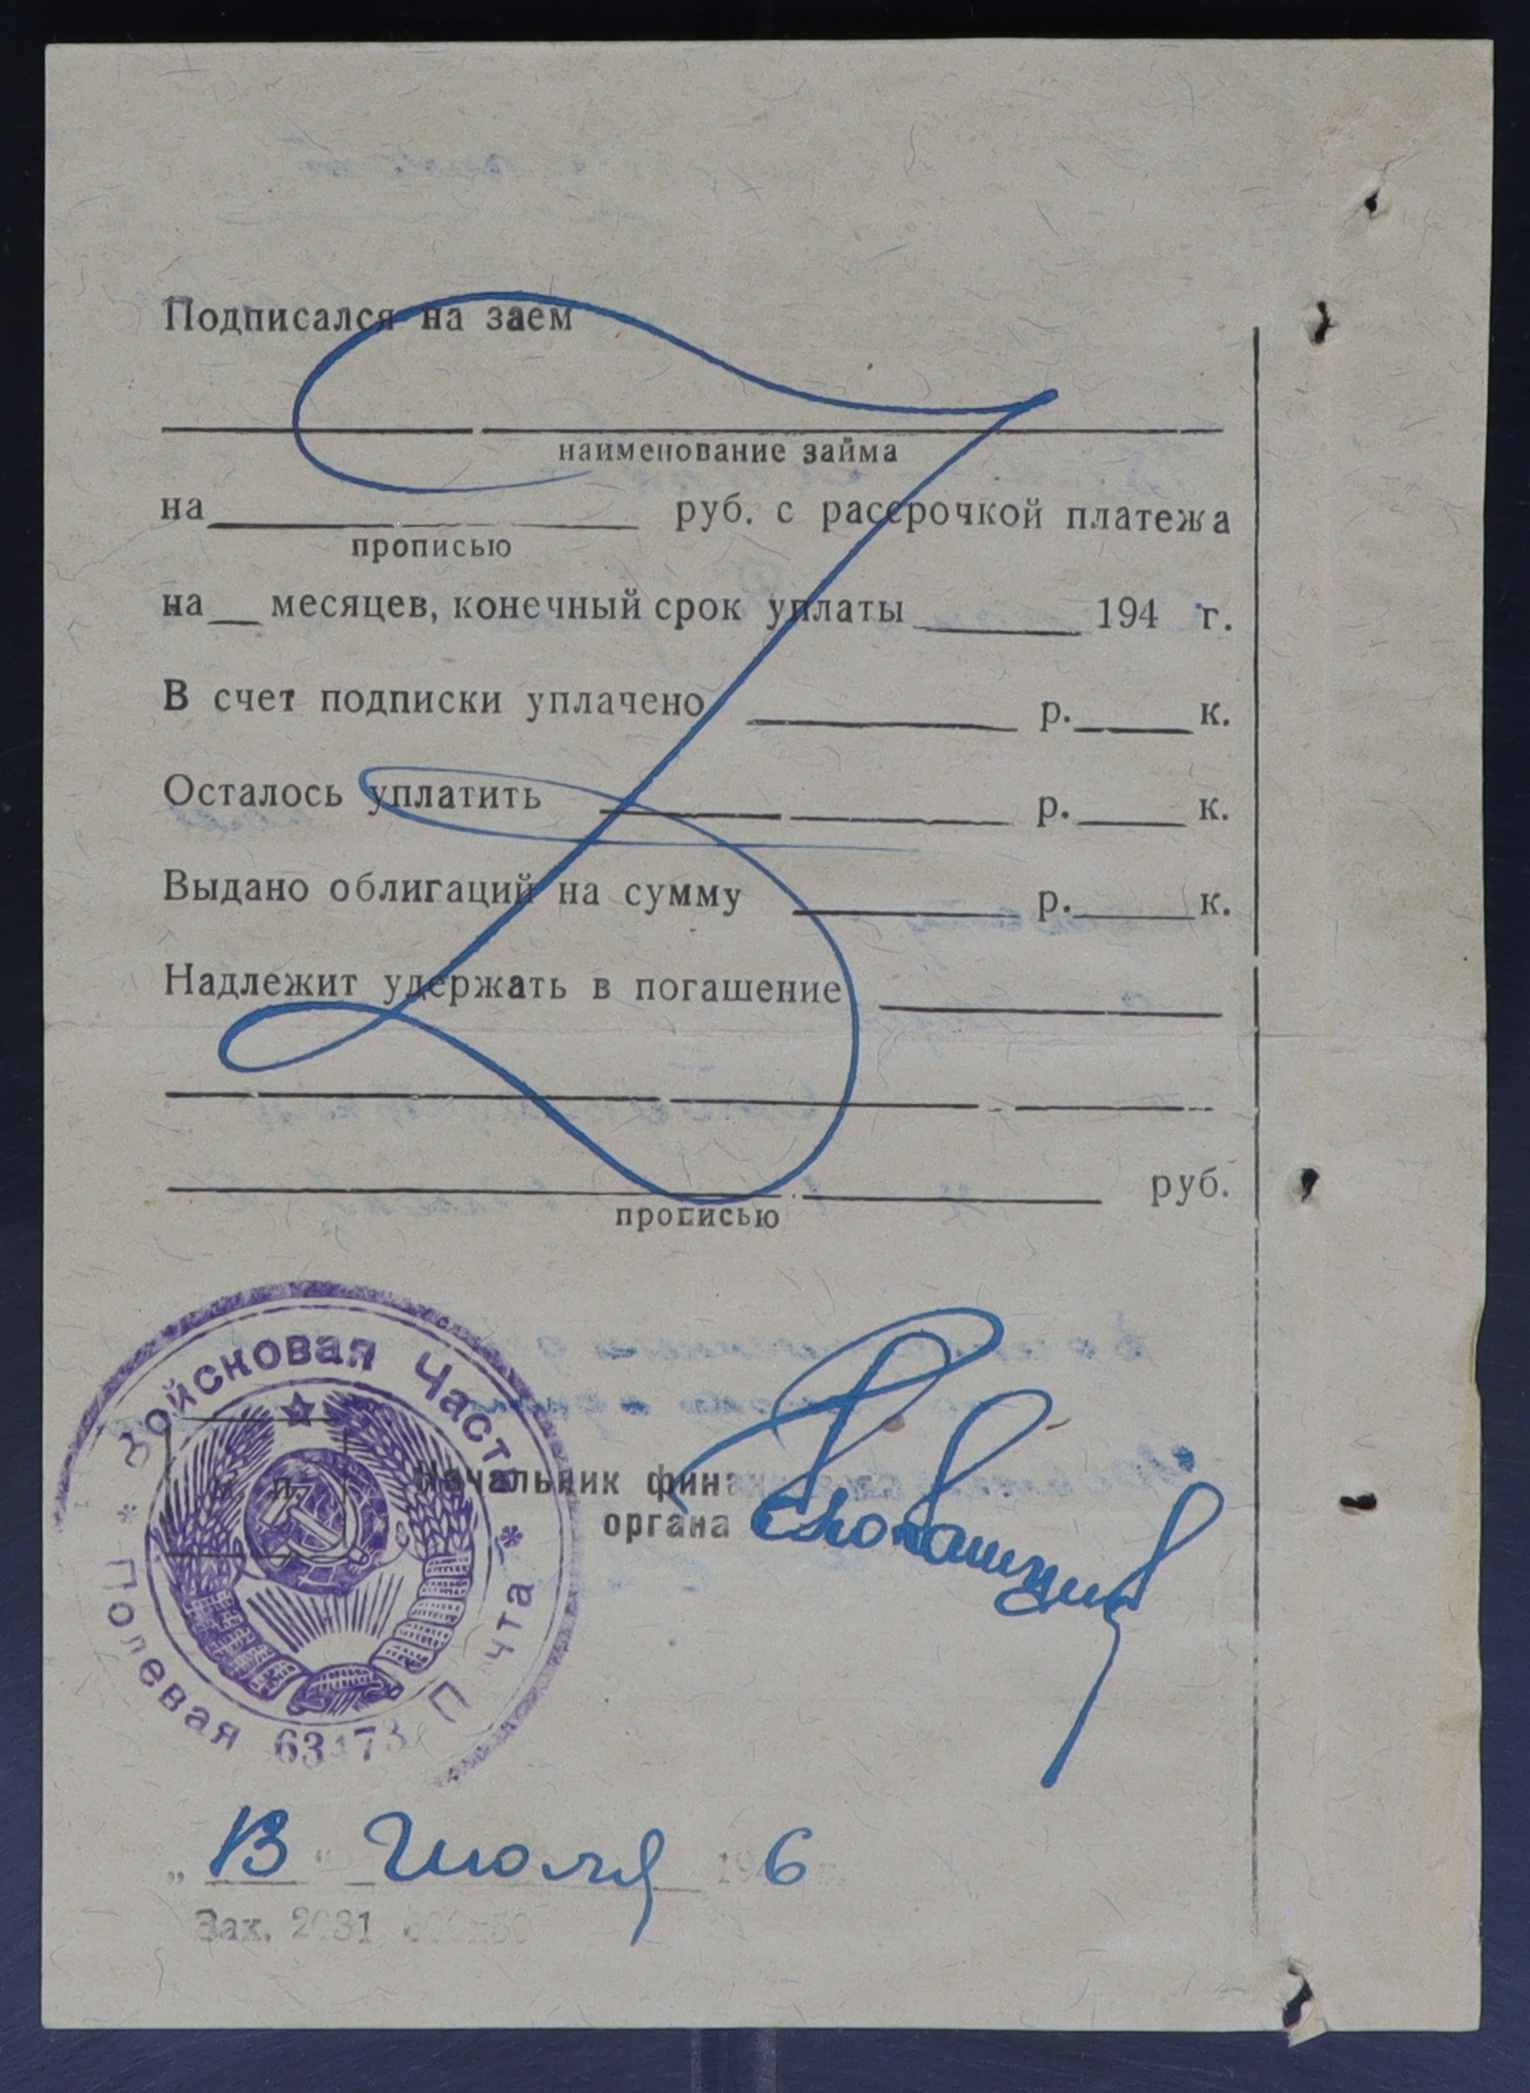 Подписался на заем
наименование займа
на руб. с рассрочкой платежа
прописью
на месяцев, конечный срок уплаты 194 г.
В счет подписки уплачено р. к.
Осталось уплатить р. к.
Выдано облигаций на сумму р. к.
Надлежит удержать в погашение
руб.
прописью
Войсковая Часть
м п.
Начальник фин
органа
* Полевая Почта *
„13“ Июля 1946 г.
Зак. 2031